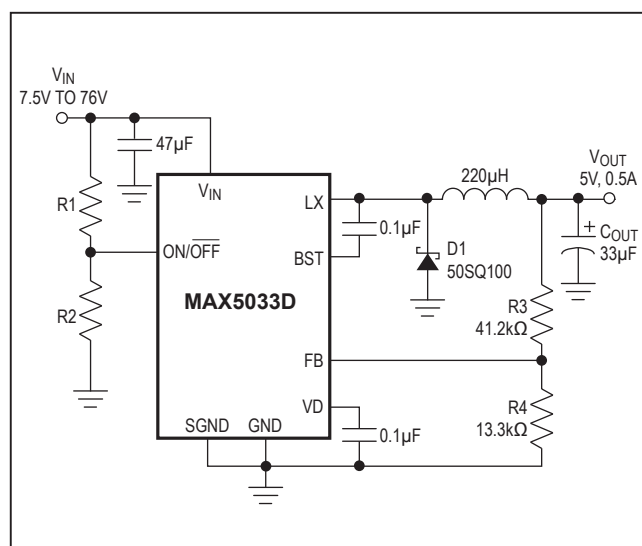 VIN
7.5V TO 76V
47µF
R1
R2
VIN
ON/OFF
MAX5033D
SGND
GND
LX
BST
FB
VD
0.1µF
0.1µF
220µH
D1
50SQ100
VOUT
5V, 0.5A
+
COUT
33µF
R3
41.2kΩ
R4
13.3kΩ